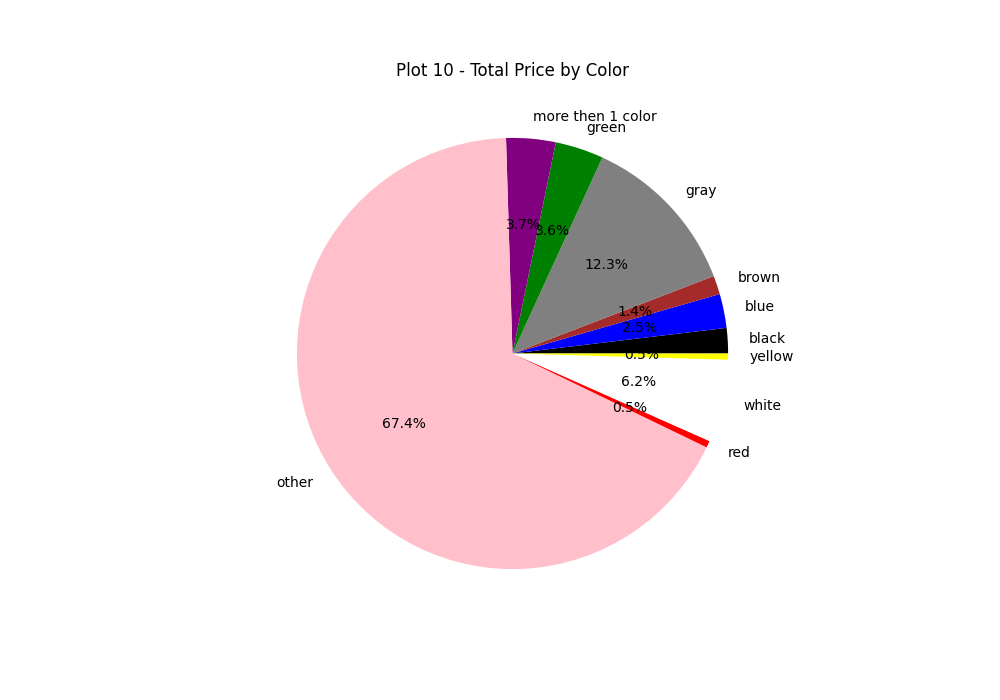 Plot 10 - Total Price by Color
more then 1 color
green
gray
brown
blue
black
yellow
white
red
other
3.7%
3.6%
12.3%
1.4%
2.5%
0.5%
6.2%
0.5%
67.4%